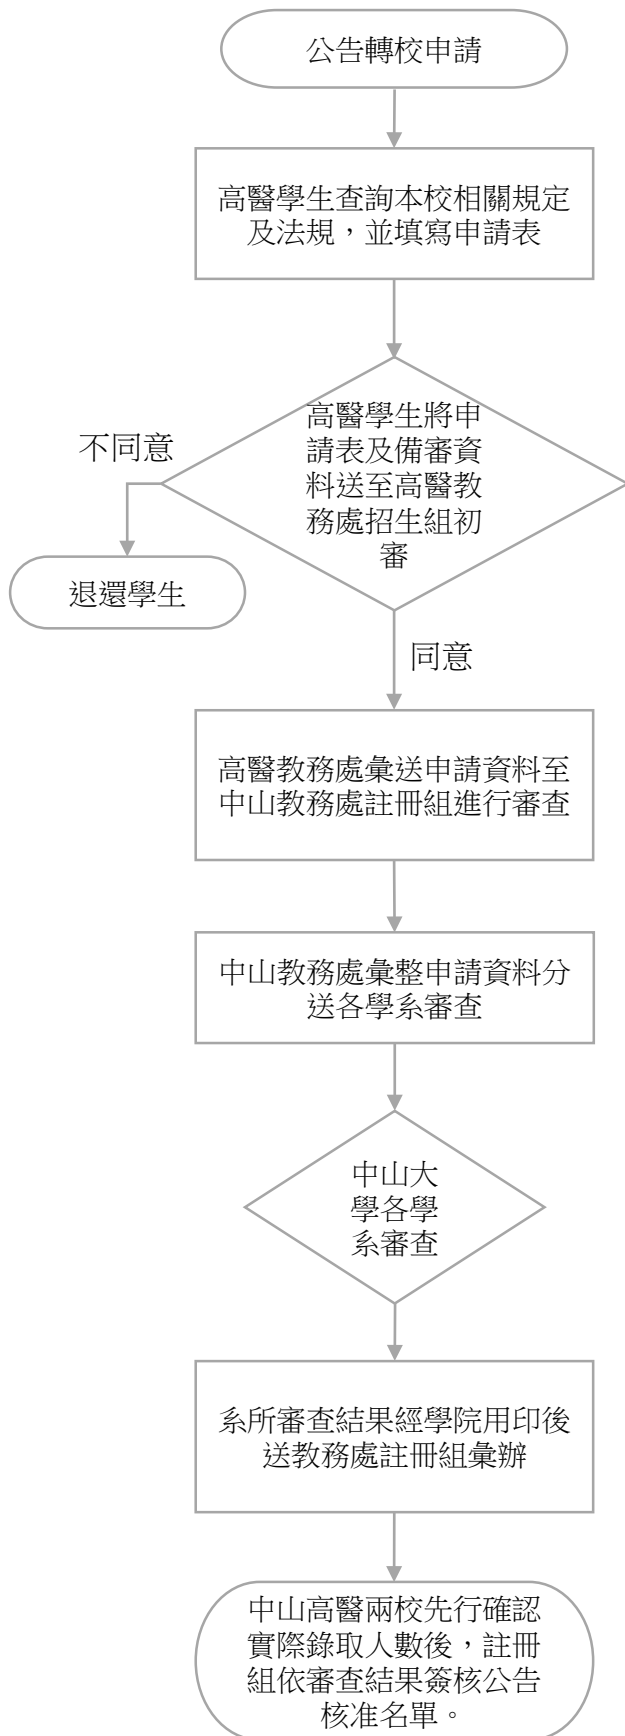 公告轉校申請
高醫學生查詢本校相關規定
及法規，並填寫申請表
高醫學生將申
請表及備審資
料送至高醫教
務處招生組初
審
不同意
退還學生
同意
高醫教務處彙送申請資料至
中山教務處註冊組進行審查
中山教務處彙整申請資料分
送各學系審查
中山大
學各學
系審查
系所審查結果經學院用印後
送教務處註冊組彙辦
中山高醫兩校先行確認
實際錄取人數後，註冊
組依審查結果簽核公告
核准名單。